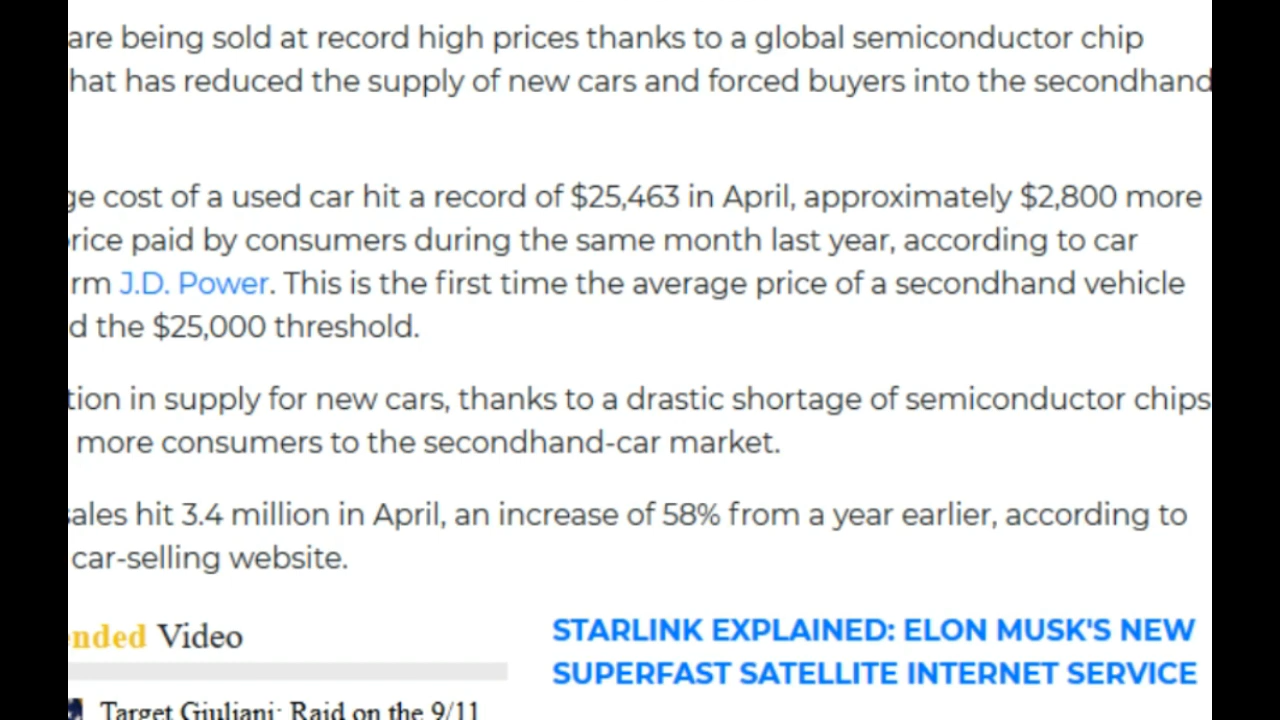 are being sold at record high prices thanks to a global semiconductor chip
hat has reduced the supply of new cars and forced buyers into the secondhand
ge cost of a used car hit a record of $25,463 in April, approximately $2,800 more
rice paid by consumers during the same month last year, according to car
rm J.D. Power. This is the first time the average price of a secondhand vehicle
d the $25,000 threshold.
tion in supply for new cars, thanks to a drastic shortage of semiconductor chips
more consumers to the secondhand-car market.
sales hit 3.4 million in April, an increase of 58% from a year earlier, according to
car-selling website.
nded Video
STARLINK EXPLAINED: ELON MUSK'S NEW
SUPERFAST SATELLITE INTERNET SERVICE
Target Giuliani: Raid on the 9/11